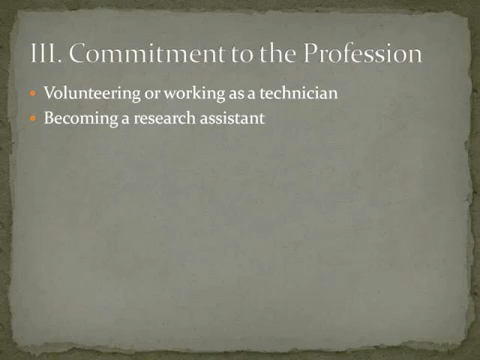 III. Commitment to the Profession
Volunteering or working as a technician
Becoming a research assistant